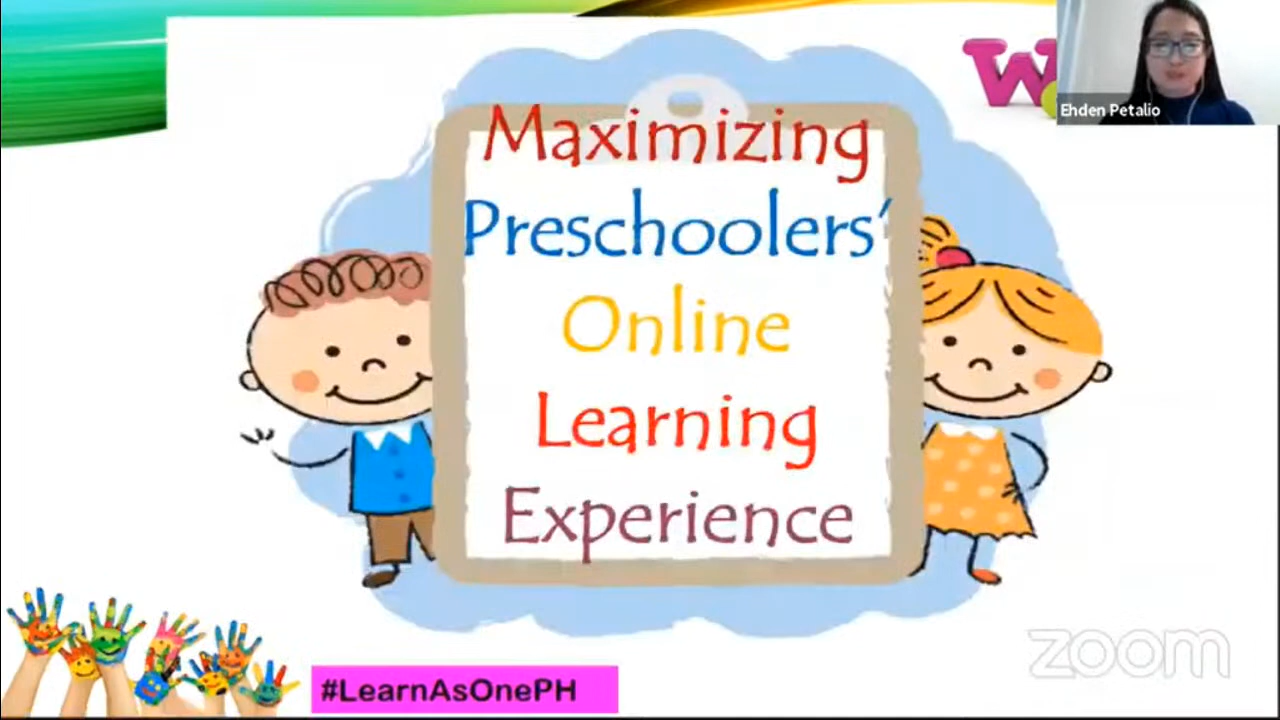 Maximizing
Preschoolers'
Online
Learning
Experience
W
Ehden Petalio
#LearnAsOnePH
zoom